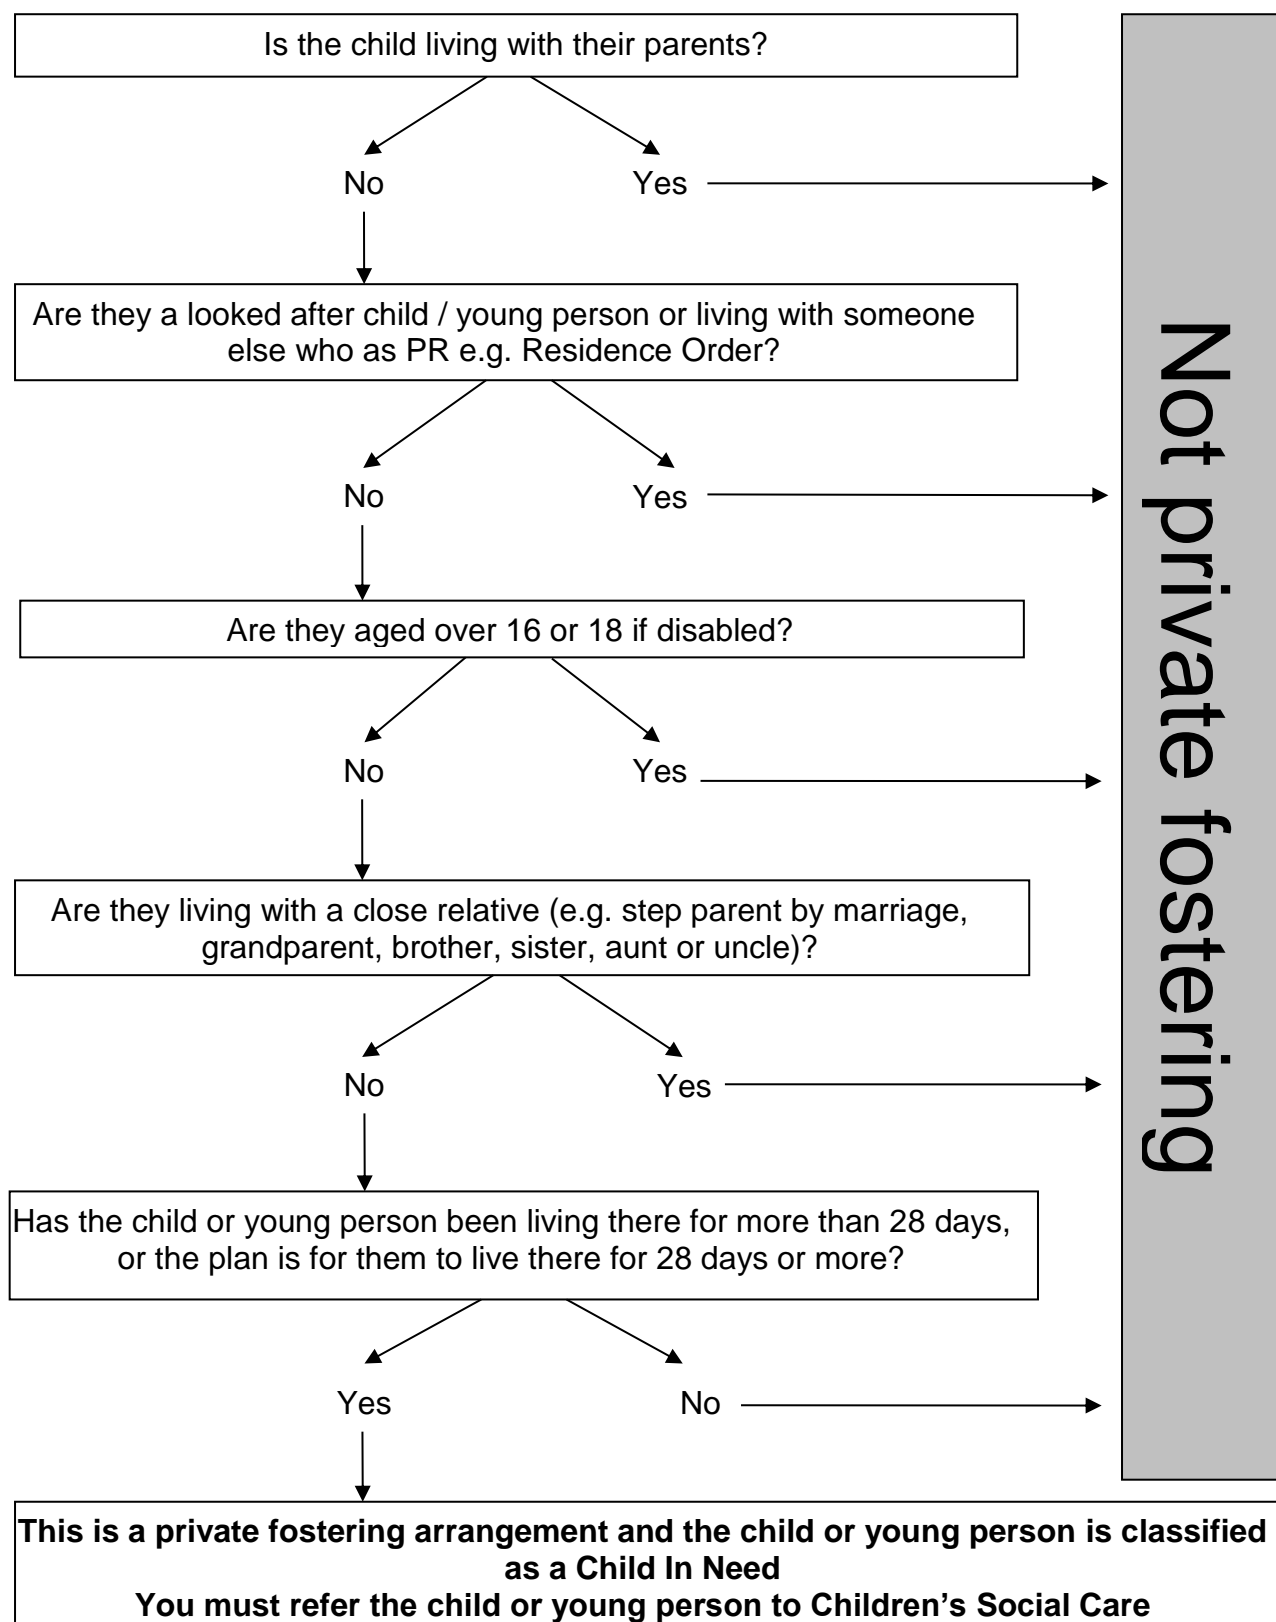 Is the child living with their parents?
No
Yes
Are they a looked after child / young person or living with someone
else who as PR e.g. Residence Order?
No
Yes
Are they aged over 16 or 18 if disabled?
No
Yes
Are they living with a close relative (e.g. step parent by marriage,
grandparent, brother, sister, aunt or uncle)?
No
Yes
Has the child or young person been living there for more than 28 days,
or the plan is for them to live there for 28 days or more?
Yes
No
Not private fostering
This is a private fostering arrangement and the child or young person is classified
as a Child In Need
You must refer the child or young person to Children's Social Care